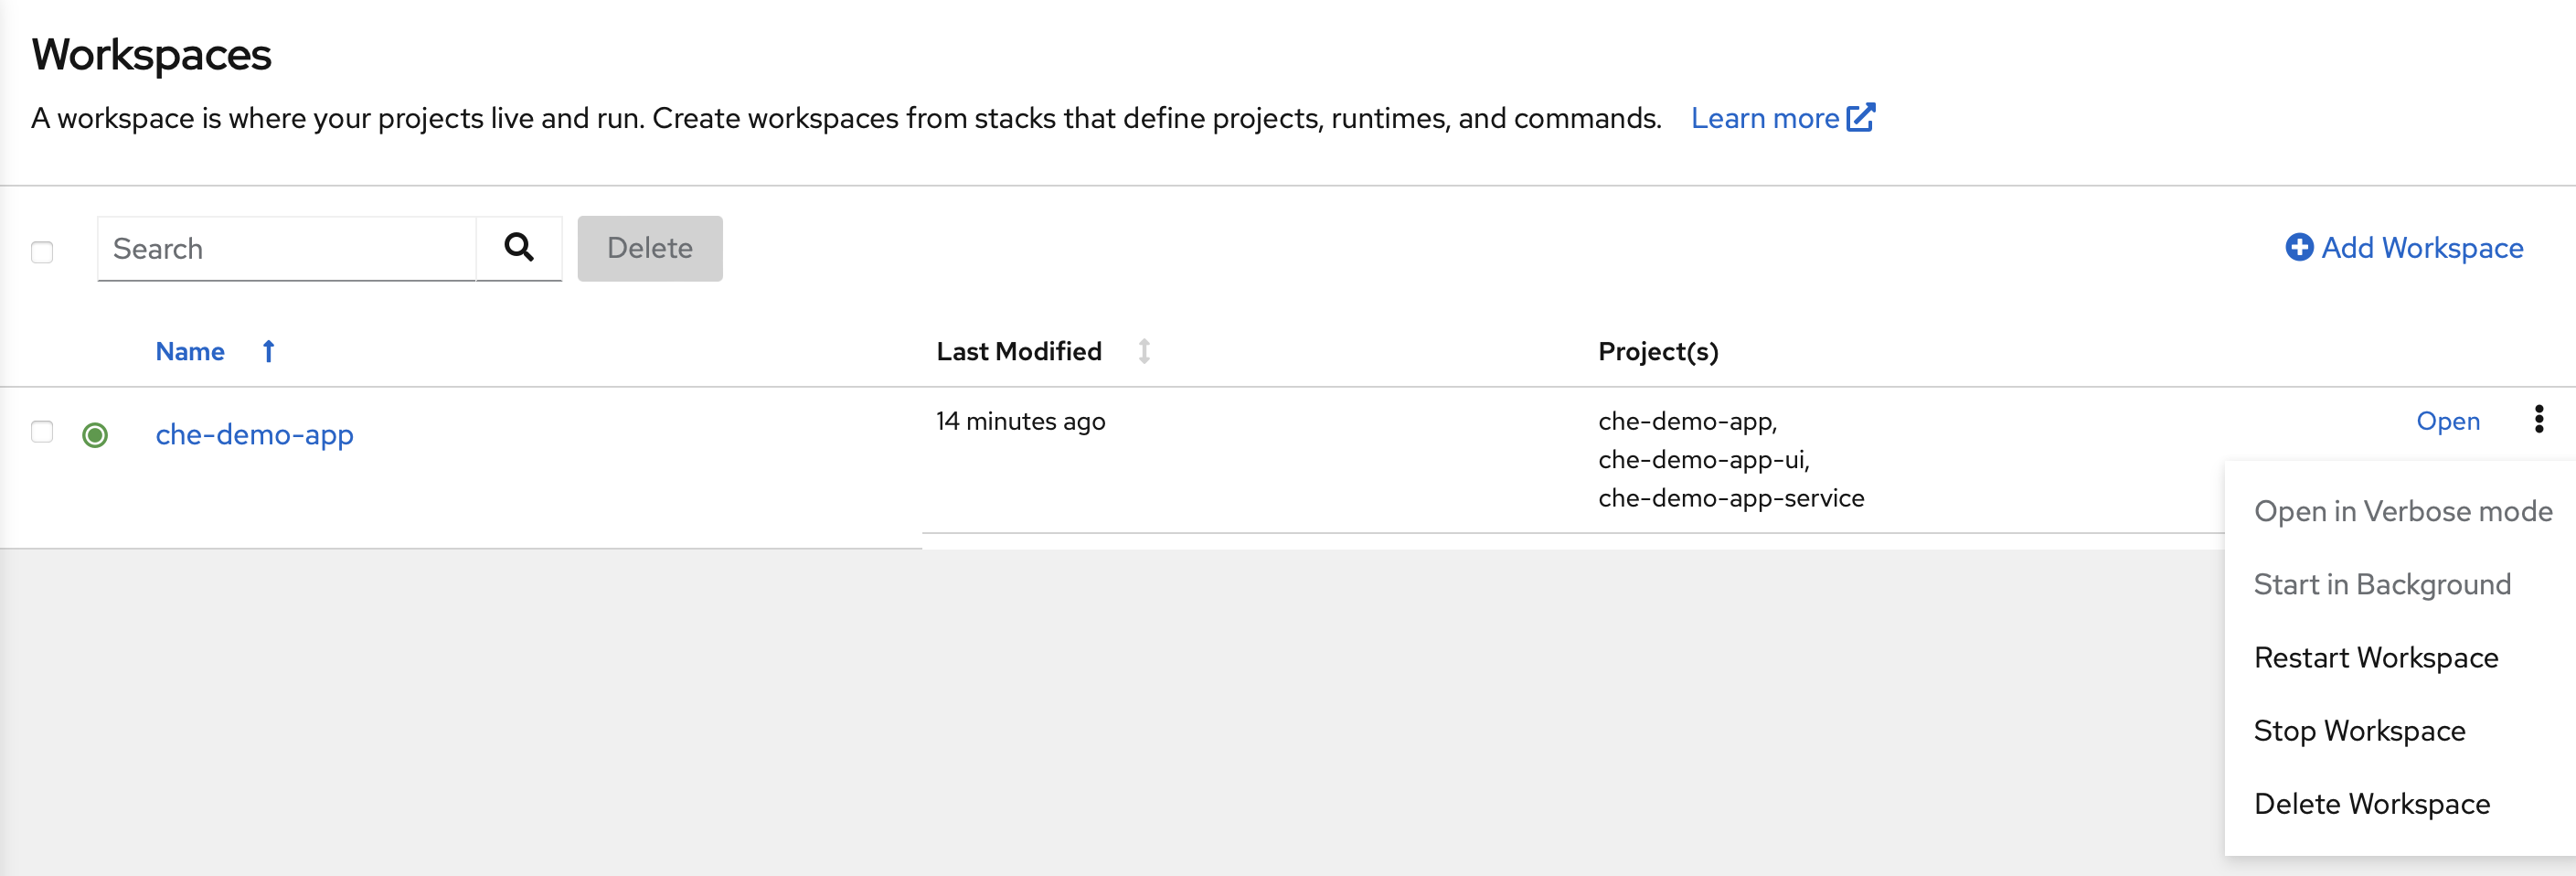 Workspaces
A workspace is where your projects live and run. Create workspaces from stacks that define projects, runtimes, and commands. Learn more
Search Delete Add Workspace
Name Last Modified Project(s)
che-demo-app 14 minutes ago che-demo-app, Open
che-demo-app-ui,
che-demo-app-service
Open in Verbose mode
Start in Background
Restart Workspace
Stop Workspace
Delete Workspace